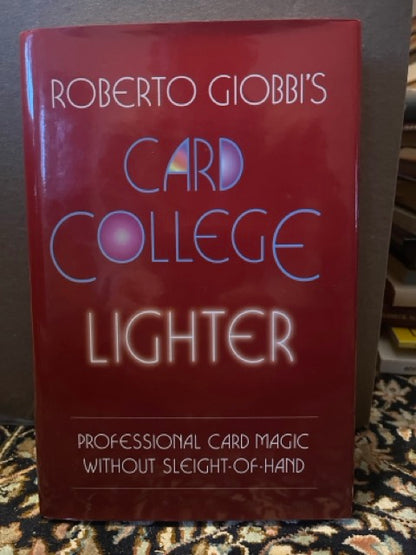 ROBERTO GIOBBI'S
CARD
COLLEGE
LIGHTER
PROFESSIONAL CARD MAGIC
WITHOUT SLEIGHT-OF-HAND